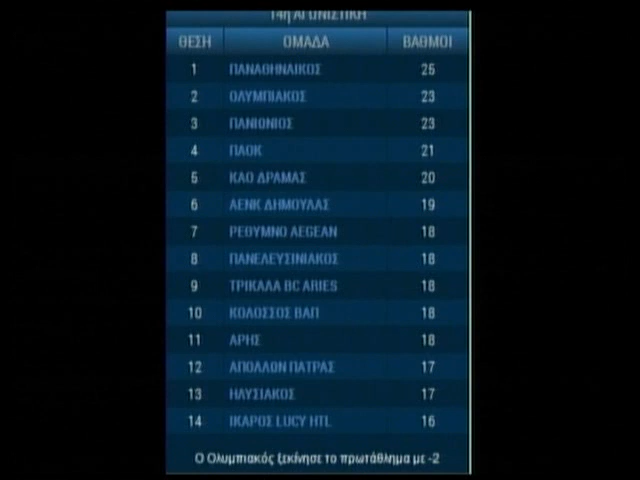 14η ΑΓΩΝΙΣΤΙΚΗ
ΘΕΣΗ ΟΜΑΔΑ ΒΑΘΜΟΙ
1 ΠΑΝΑΘΗΝΑΙΚΟΣ 25
2 ΟΛΥΜΠΙΑΚΟΣ 23
3 ΠΑΝΙΩΝΙΟΣ 23
4 ΠΑΟΚ 21
5 ΚΑΟ ΔΡΑΜΑΣ 20
6 ΑΕΝΚ ΔΗΜΟΥΛΑΣ 19
7 ΡΕΘΥΜΝΟ AEGEAN 18
8 ΠΑΝΕΛΕΥΣΙΝΙΑΚΟΣ 18
9 ΤΡΙΚΑΛΑ BC ARIES 18
10 ΚΟΛΟΣΣΟΣ ΒΑΠ 18
11 ΑΡΗΣ 18
12 ΑΠΟΛΛΩΝ ΠΑΤΡΑΣ 17
13 ΗΛΥΣΙΑΚΟΣ 17
14 ΙΚΑΡΟΣ LUCY HTL 16
Ο Ολυμπιακός ξεκίνησε το πρωτάθλημα με -2